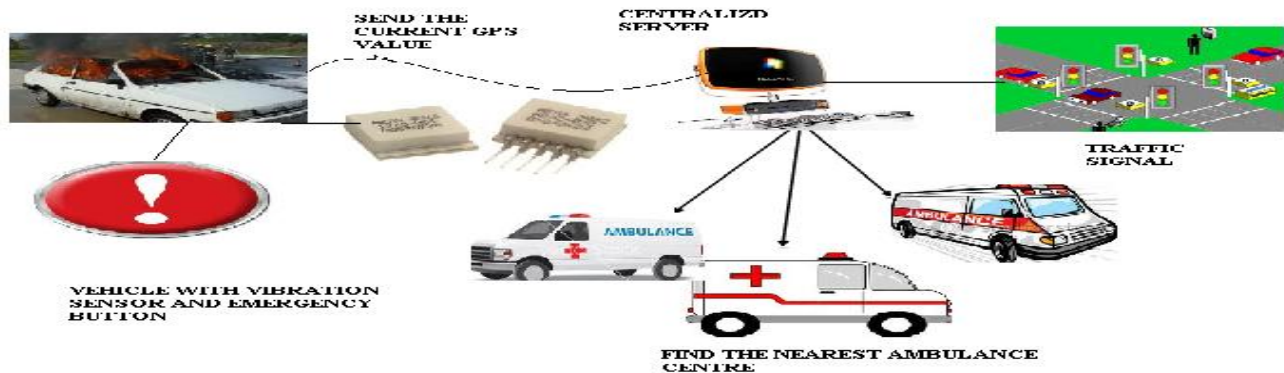 SEND THE
CURRENT GPS
VALUE
CENTRALIZD
SERVER
TRAFFIC
SIGNAL
AMBULANCE
AMBULANCE
VEHICLE WITH VIBRATION
SENSOR AND EMERGENCY
BUTTON
FIND THE NEAREST AMBULANCE
CENTRE